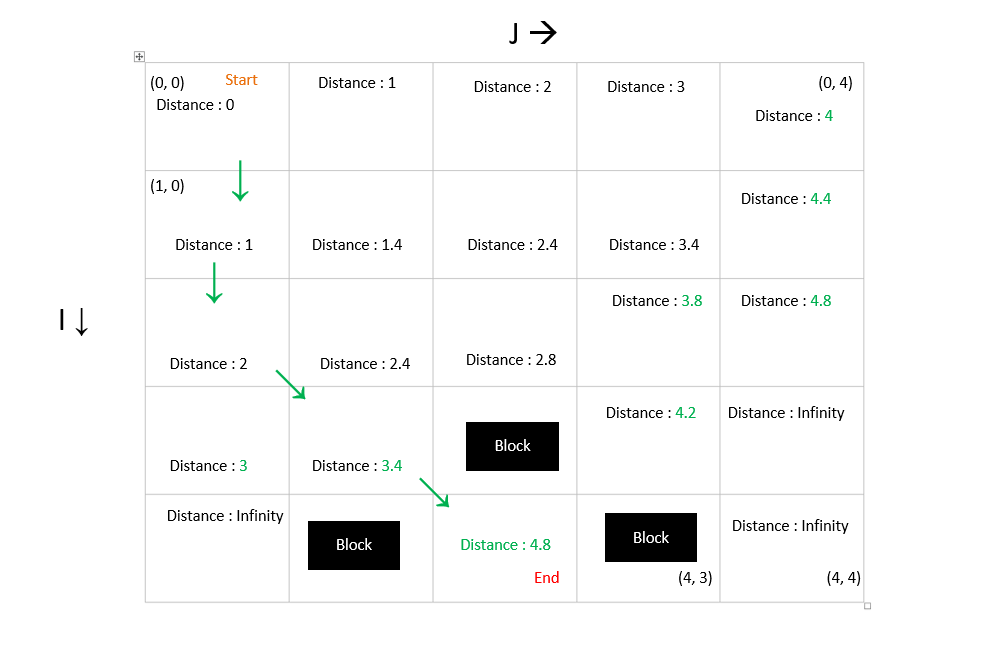 J →
(0, 0) Start
Distance : 0
Distance : 1
Distance : 2
Distance : 3
(0, 4)
Distance : 4
(1, 0)
Distance : 1
Distance : 1.4
Distance : 2.4
Distance : 3.4
Distance : 4.4
I ↓
Distance : 2
Distance : 2.4
Distance : 2.8
Distance : 3.8
Distance : 4.8
Distance : 3
Distance : 3.4
Block
Distance : 4.2
Distance : Infinity
Distance : Infinity
Block
Distance : 4.8
End
Block
(4, 3)
Distance : Infinity
(4, 4)